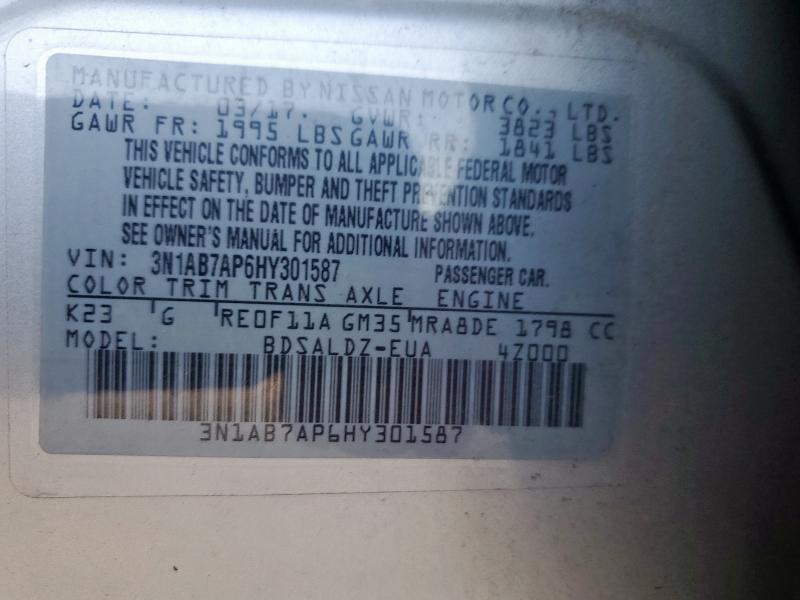 MANUFACTURED BY NISSAN MOTOR CO., LTD.
DATE: 03/17. GVWR: 3823 LBS
GAWR FR: 1995 LBS GAWR RR: 1841 LBS
THIS VEHICLE CONFORMS TO ALL APPLICABLE FEDERAL MOTOR
VEHICLE SAFETY, BUMPER AND THEFT PREVENTION STANDARDS
IN EFFECT ON THE DATE OF MANUFACTURE SHOWN ABOVE.
SEE OWNER'S MANUAL FOR ADDITIONAL INFORMATION.
VIN: 3N1AB7AP6HY301587 PASSENGER CAR.
COLOR TRIM TRANS AXLE ENGINE
K23 G RE0F11A GM35 MRA8DE 1798 CC
MODEL: BDSALDZ-EUA 4Z000
3N1AB7AP6HY301587